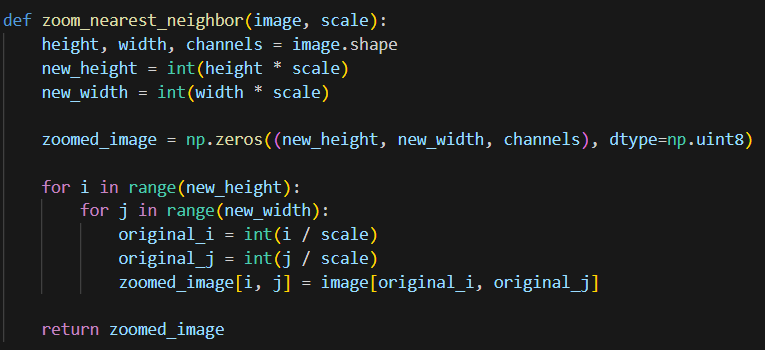 def zoom_nearest_neighbor(image, scale):
    height, width, channels = image.shape
    new_height = int(height * scale)
    new_width = int(width * scale)

    zoomed_image = np.zeros((new_height, new_width, channels), dtype=np.uint8)

    for i in range(new_height):
        for j in range(new_width):
            original_i = int(i / scale)
            original_j = int(j / scale)
            zoomed_image[i, j] = image[original_i, original_j]

    return zoomed_image